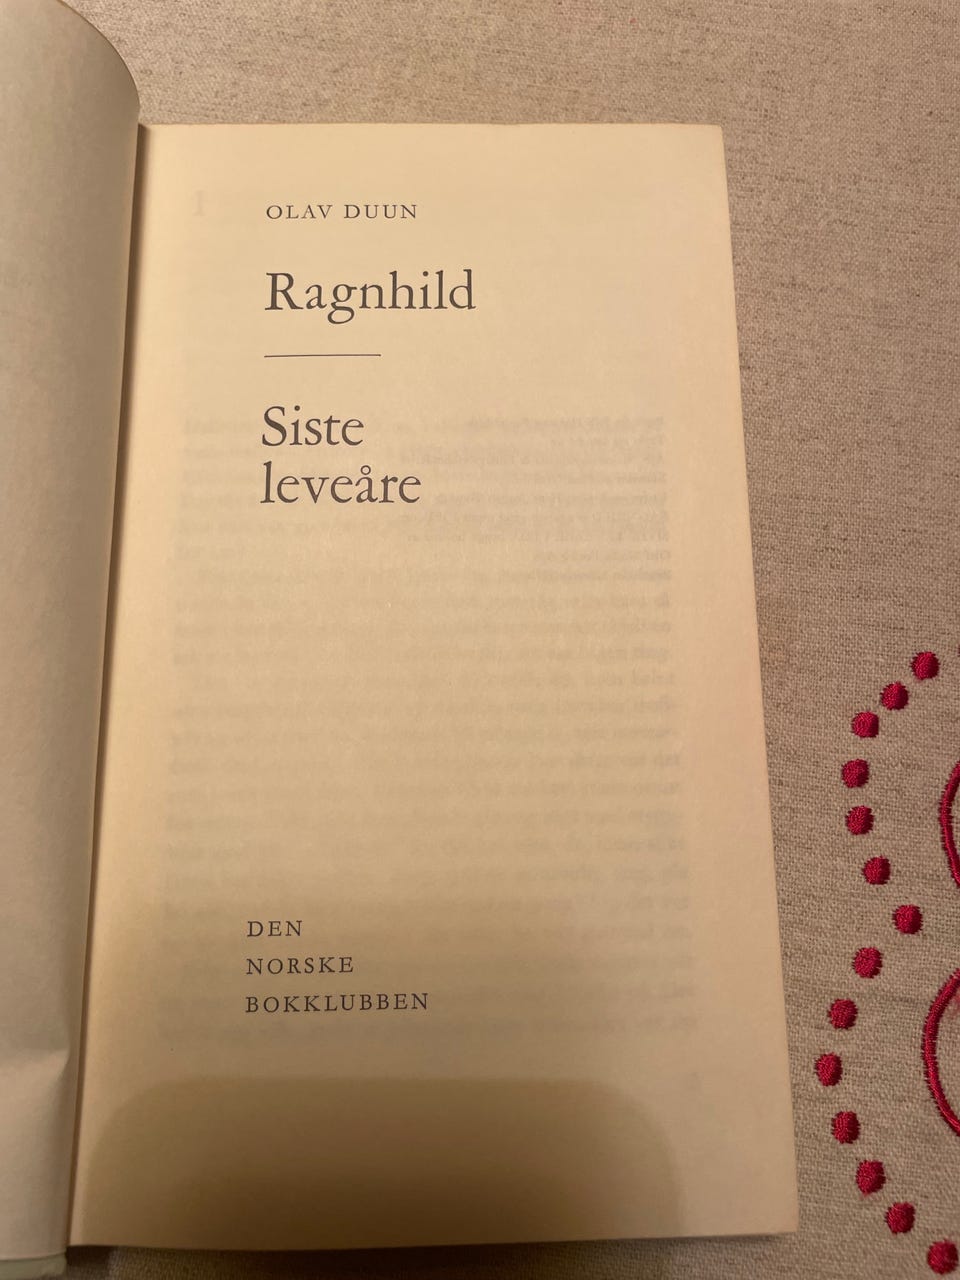 OLAV DUUN
Ragnhild
Siste
leveåre
DEN
NORSKE
BOKKLUBBEN